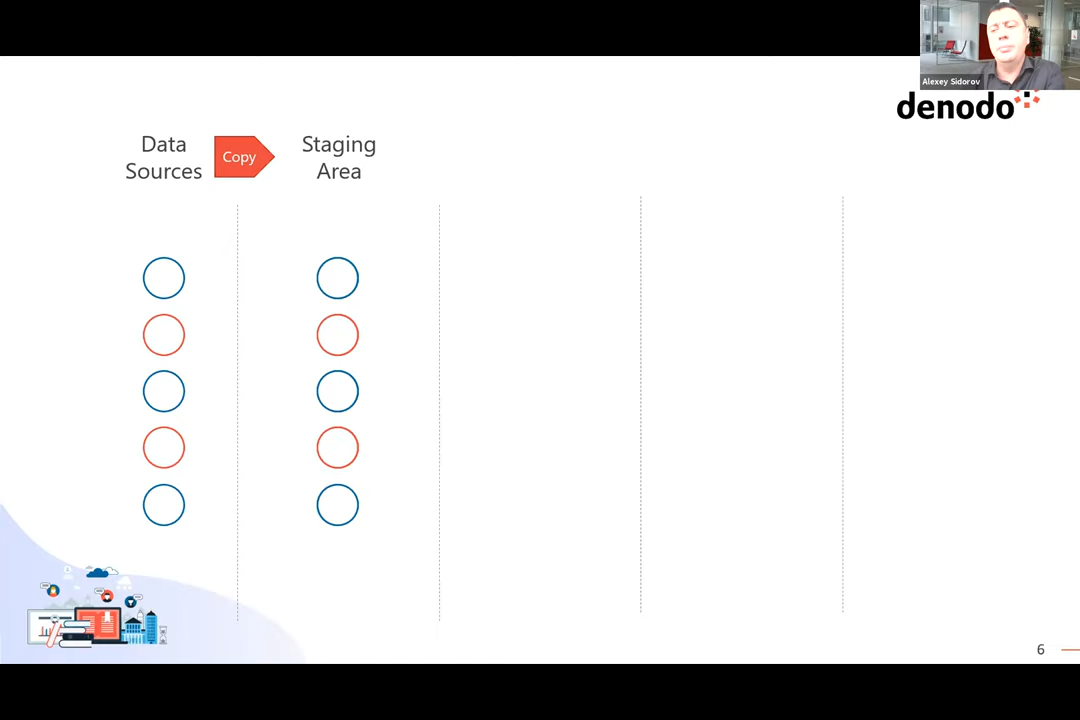 Alexey Sidorov
denodo
Data
Sources
Copy
Staging
Area
6